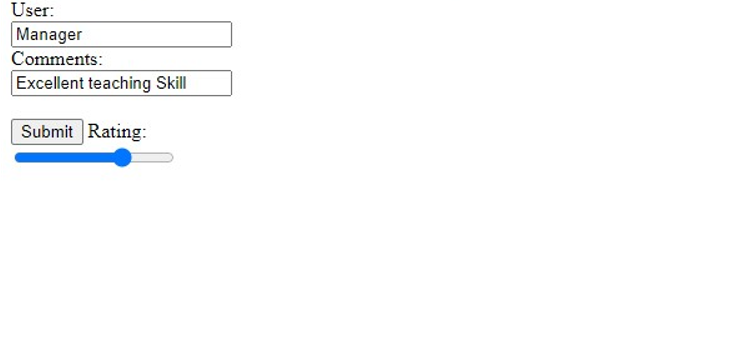 User:
Manager
Comments:
Excellent teaching Skill
Submit Rating: